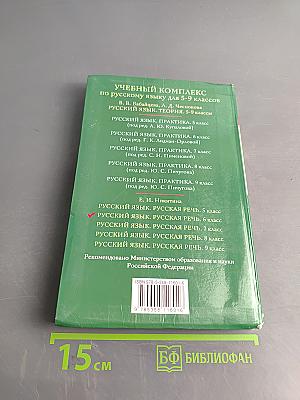 УЧЕБНЫЙ КОМПЛЕКС
по русскому языку для 5–9 классов
В. В. Бабайцева, Л. Д. Чеснокова
РУССКИЙ ЯЗЫК. ТЕОРИЯ. 5–9 классы
РУССКИЙ ЯЗЫК. ПРАКТИКА. 5 класс
(под ред. А. Ю. Купаловой)
РУССКИЙ ЯЗЫК. ПРАКТИКА. 6 класс
(под ред. Г. К. Лидман-Орловой)
РУССКИЙ ЯЗЫК. ПРАКТИКА. 7 класс
(под ред. С. Н. Пименовой)
РУССКИЙ ЯЗЫК. ПРАКТИКА. 8 класс
(под ред. Ю. С. Пичугова)
РУССКИЙ ЯЗЫК. ПРАКТИКА. 9 класс
(под ред. Ю. С. Пичугова)
Е. И. Никитина
РУССКИЙ ЯЗЫК. РУССКАЯ РЕЧЬ. 5 класс
РУССКИЙ ЯЗЫК. РУССКАЯ РЕЧЬ. 6 класс
РУССКИЙ ЯЗЫК. РУССКАЯ РЕЧЬ. 7 класс
РУССКИЙ ЯЗЫК. РУССКАЯ РЕЧЬ. 8 класс
РУССКИЙ ЯЗЫК. РУССКАЯ РЕЧЬ. 9 класс
Рекомендовано Министерством образования и науки
Российской Федерации
15 см
БФ БИБЛИОФАН